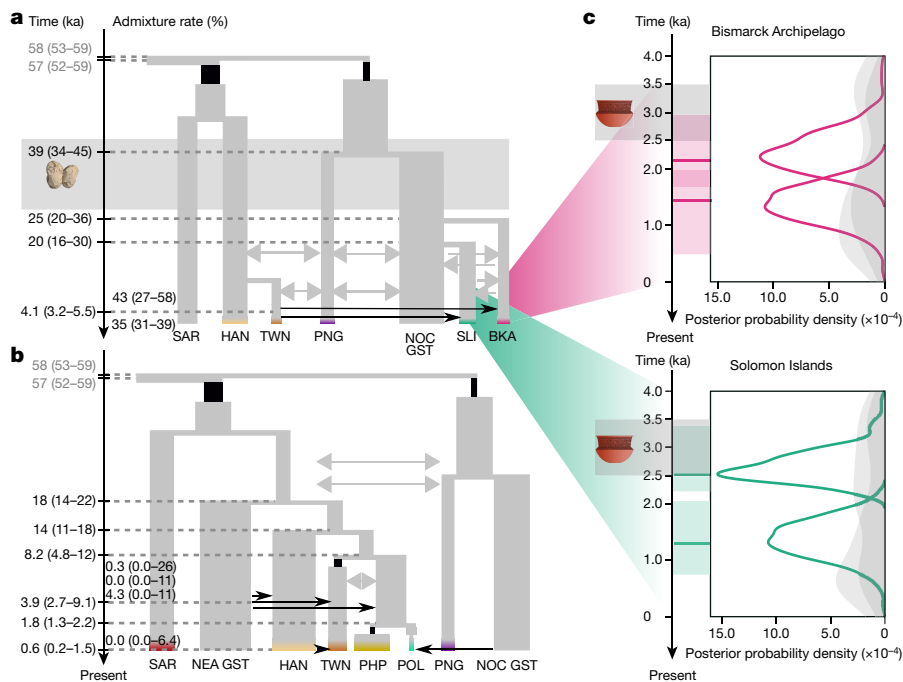 a
Time (ka)
Admixture rate (%)
58 (53–59)
57 (52–59)
39 (34–45)
25 (20–36)
20 (16–30)
43 (27–58)
4.1 (3.2–5.5)
35 (31–39)
SAR HAN TWN PNG NOC GST SLI BKA
b
58 (53–59)
57 (52–59)
18 (14–22)
14 (11–18)
8.2 (4.8–12)
0.3 (0.0–26)
0.0 (0.0–11)
4.3 (0.0–11)
3.9 (2.7–9.1)
1.8 (1.3–2.2)
0.0 (0.0–6.4)
0.6 (0.2–1.5)
Present
SAR NEA GST HAN TWN PHP POL PNG NOC GST
c
Time (ka)
Bismarck Archipelago
4.0
3.5
3.0
2.5
2.0
1.0
0
15.0 10.0 5.0 0
Posterior probability density (×10⁻⁴)
Present
Time (ka)
Solomon Islands
4.0
3.5
3.0
2.5
2.0
1.0
0
15.0 10.0 5.0 0
Posterior probability density (×10⁻⁴)
Present